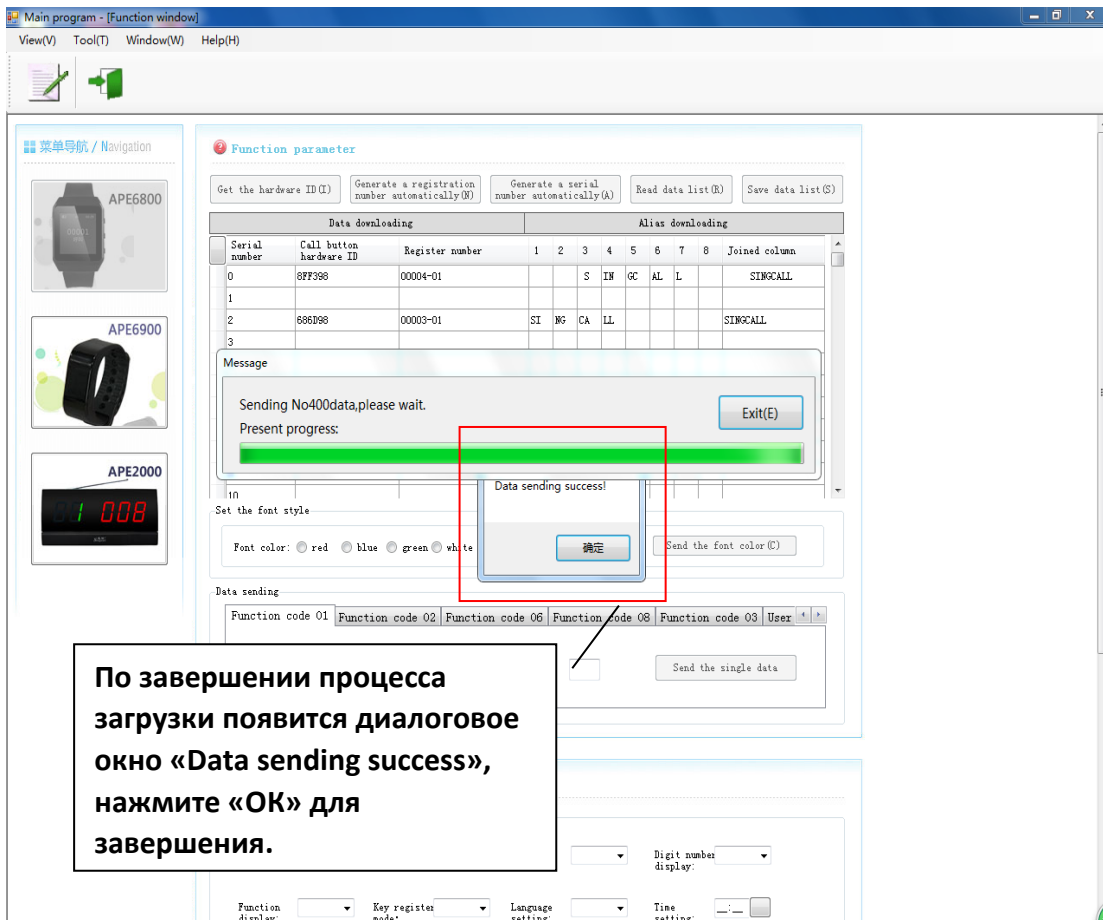 Main program - [Function window]
View(V) Tool(T) Window(W) Help(H)
菜单导航 / Navigation
APE6800
APE6900
APE2000
1 008
Function parameter
Get the hardware ID(I)
Generate a registration
number automatically(N)
Generate a serial
number automatically(A)
Read data list(R)
Save data list(S)
Data downloading Alias downloading
Serial
number
Call button
hardware ID
Register number 1 2 3 4 5 6 7 8 Joined column
0 8FF398 00004-01 S IN GC AL L SINGCALL
1
2 686D98 00003-01 SI NG CA LL SINGCALL
3
Message
Sending No400data,please wait.
Present progress:
Exit(E)
10
Data sending success!
确定
Set the font style
Font color: red blue green white
Send the font color(C)
Data sending
Function code 01 Function code 02 Function code 06 Function code 08 Function code 03 User
Send the single data
По завершении процесса
загрузки появится диалоговое
окно «Data sending success»,
нажмите «ОК» для
завершения.
Digit number
display:
Function
display:
Key register
mode:
Language
setting:
Time
setting:
__:__